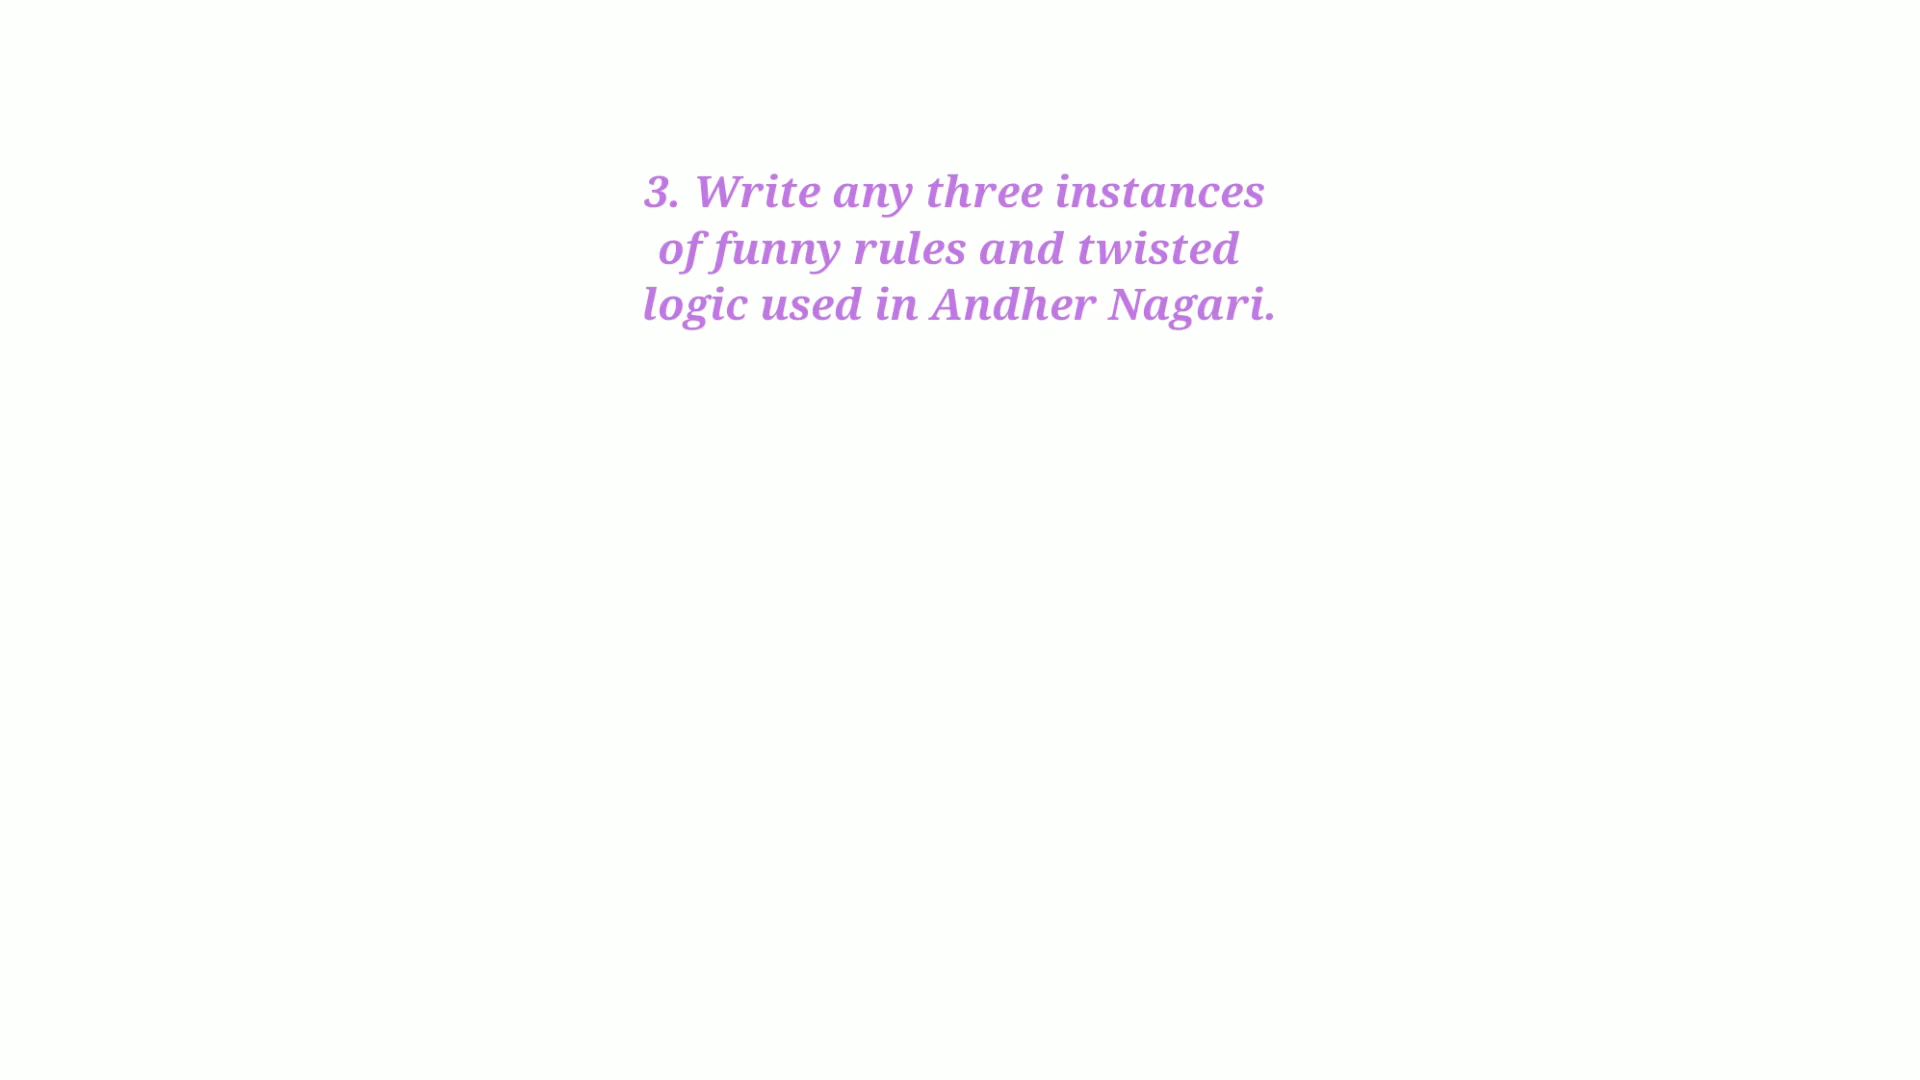 3. Write any three instances
of funny rules and twisted
logic used in Andher Nagari.